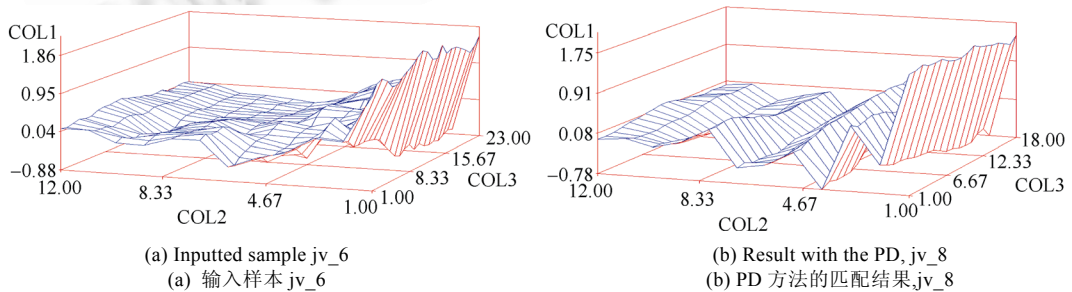 COL1
1.86
0.95
0.04
−0.88
12.00
8.33
4.67
1.00
COL2
1.00
8.33
15.67
23.00
COL3
(a) Inputted sample jv_6
(a) 输入样本 jv_6
COL1
1.75
0.91
0.08
−0.78
12.00
8.33
4.67
1.00
COL2
1.00
6.67
12.33
18.00
COL3
(b) Result with the PD, jv_8
(b) PD 方法的匹配结果,jv_8